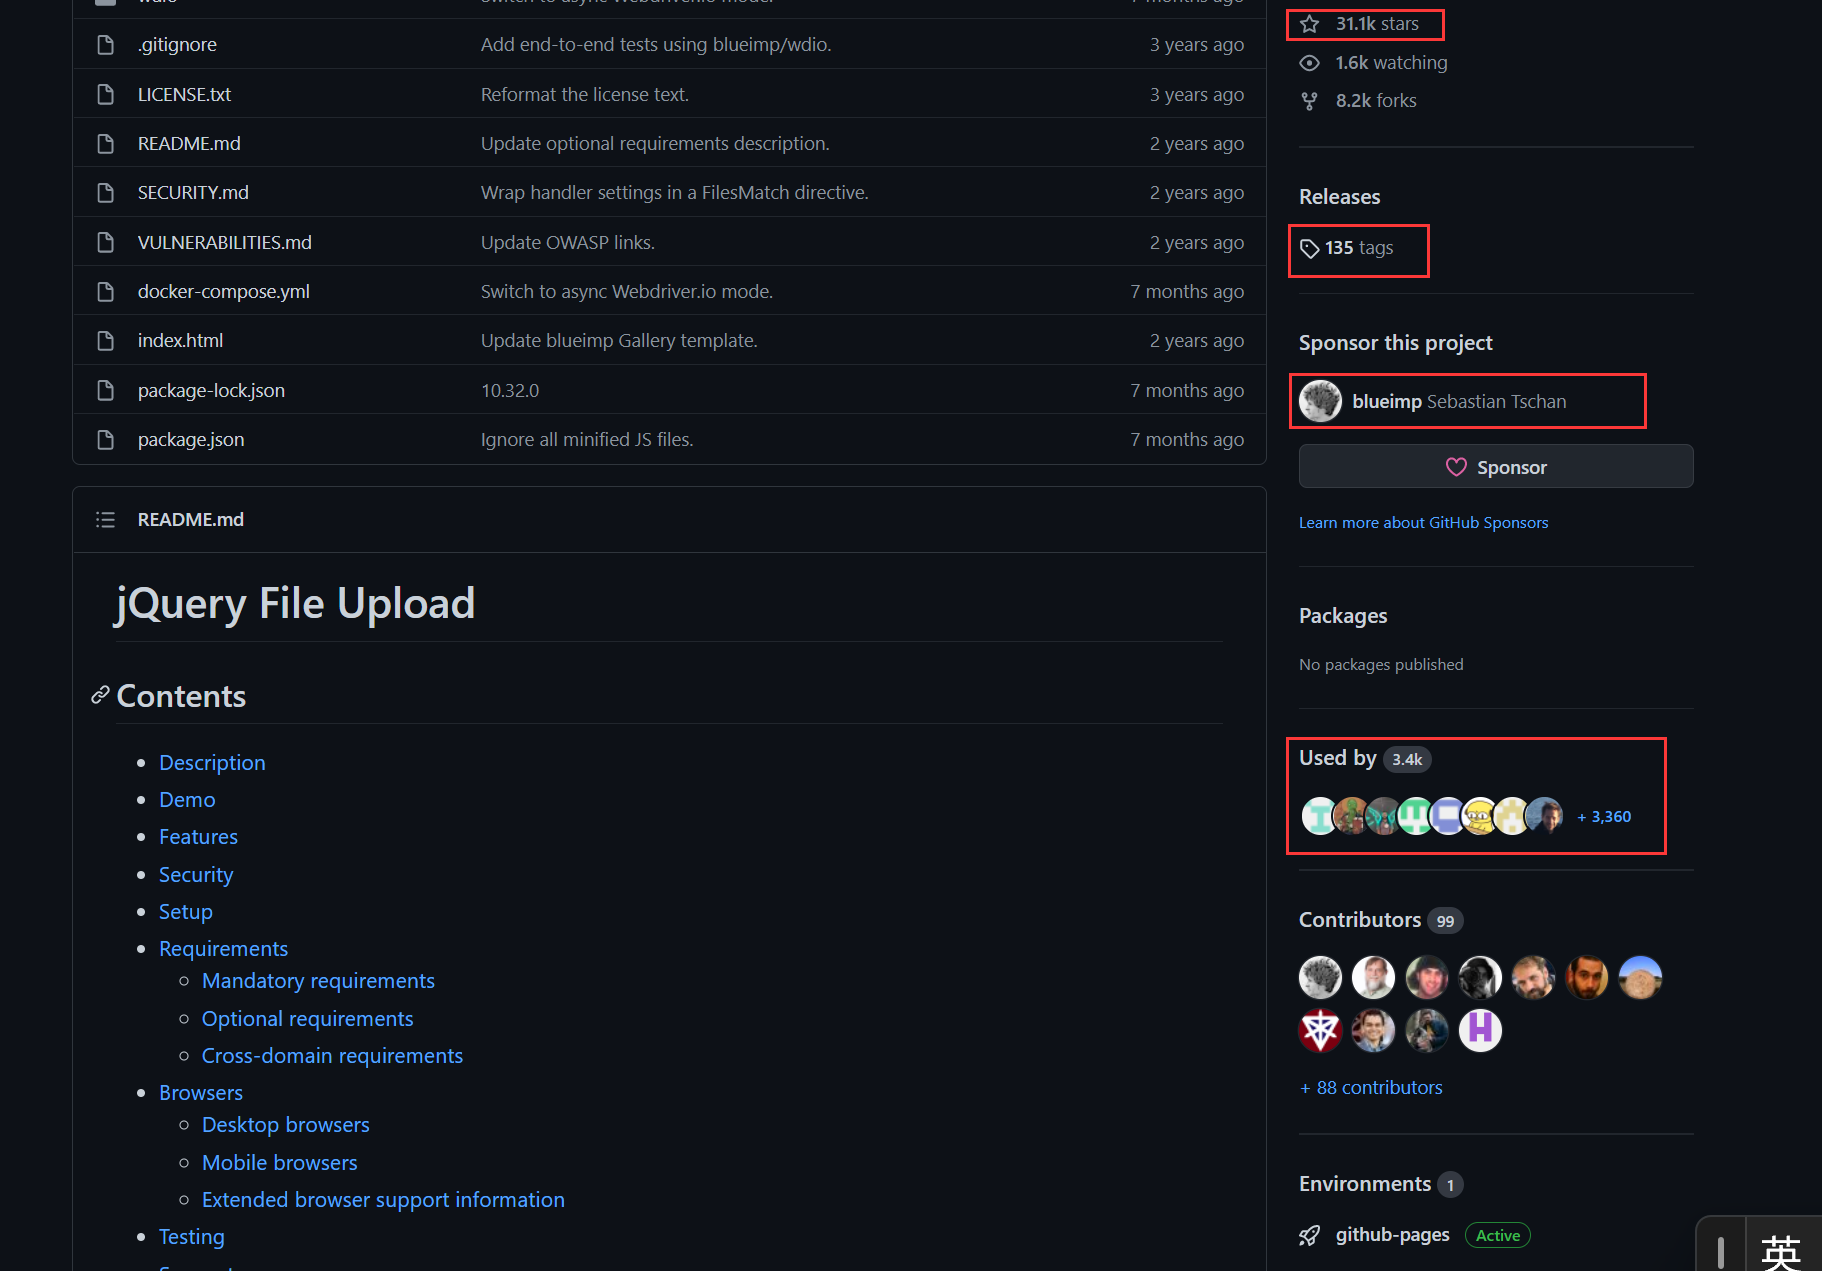 .gitignore Add end-to-end tests using blueimp/wdio. 3 years ago
LICENSE.txt Reformat the license text. 3 years ago
README.md Update optional requirements description. 2 years ago
SECURITY.md Wrap handler settings in a FilesMatch directive. 2 years ago
VULNERABILITIES.md Update OWASP links. 2 years ago
docker-compose.yml Switch to async Webdriver.io mode. 7 months ago
index.html Update blueimp Gallery template. 2 years ago
package-lock.json 10.32.0 7 months ago
package.json Ignore all minified JS files. 7 months ago
README.md
jQuery File Upload
Contents
Description
Demo
Features
Security
Setup
Requirements
Mandatory requirements
Optional requirements
Cross-domain requirements
Browsers
Desktop browsers
Mobile browsers
Extended browser support information
Testing
31.1k stars
1.6k watching
8.2k forks
Releases
135 tags
Sponsor this project
blueimp Sebastian Tschan
Sponsor
Learn more about GitHub Sponsors
Packages
No packages published
Used by 3.4k
+ 3,360
Contributors 99
H
+ 88 contributors
Environments 1
github-pages Active
英